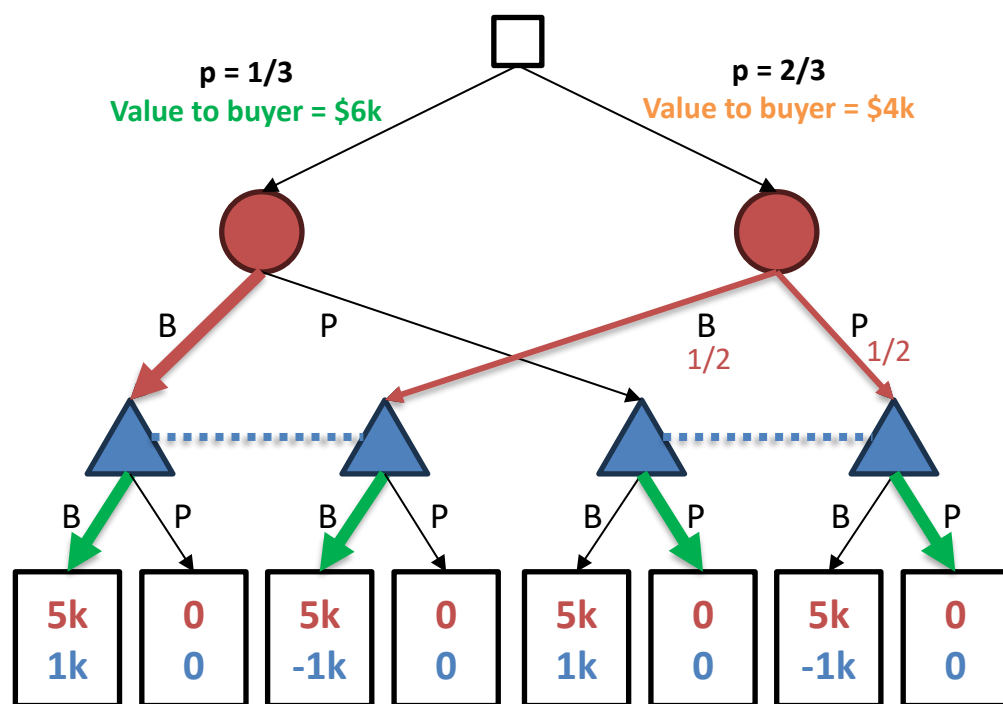 p = 1/3
Value to buyer = $6k
p = 2/3
Value to buyer = $4k
B
P
B
1/2
P
1/2
B
P
B
P
B
P
B
P
5k
1k
0
0
5k
-1k
0
0
5k
1k
0
0
5k
-1k
0
0